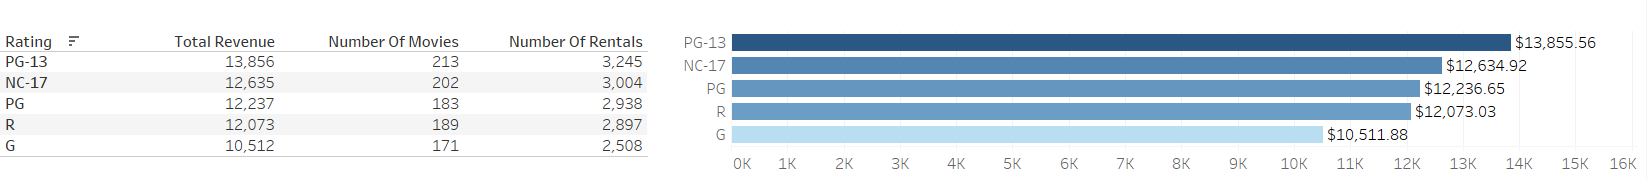 Rating Total Revenue Number Of Movies Number Of Rentals
PG-13 13,856 213 3,245
NC-17 12,635 202 3,004
PG 12,237 183 2,938
R 12,073 189 2,897
G 10,512 171 2,508
PG-13 $13,855.56
NC-17 $12,634.92
PG $12,236.65
R $12,073.03
G $10,511.88
0K 1K 2K 3K 4K 5K 6K 7K 8K 9K 10K 11K 12K 13K 14K 15K 16K